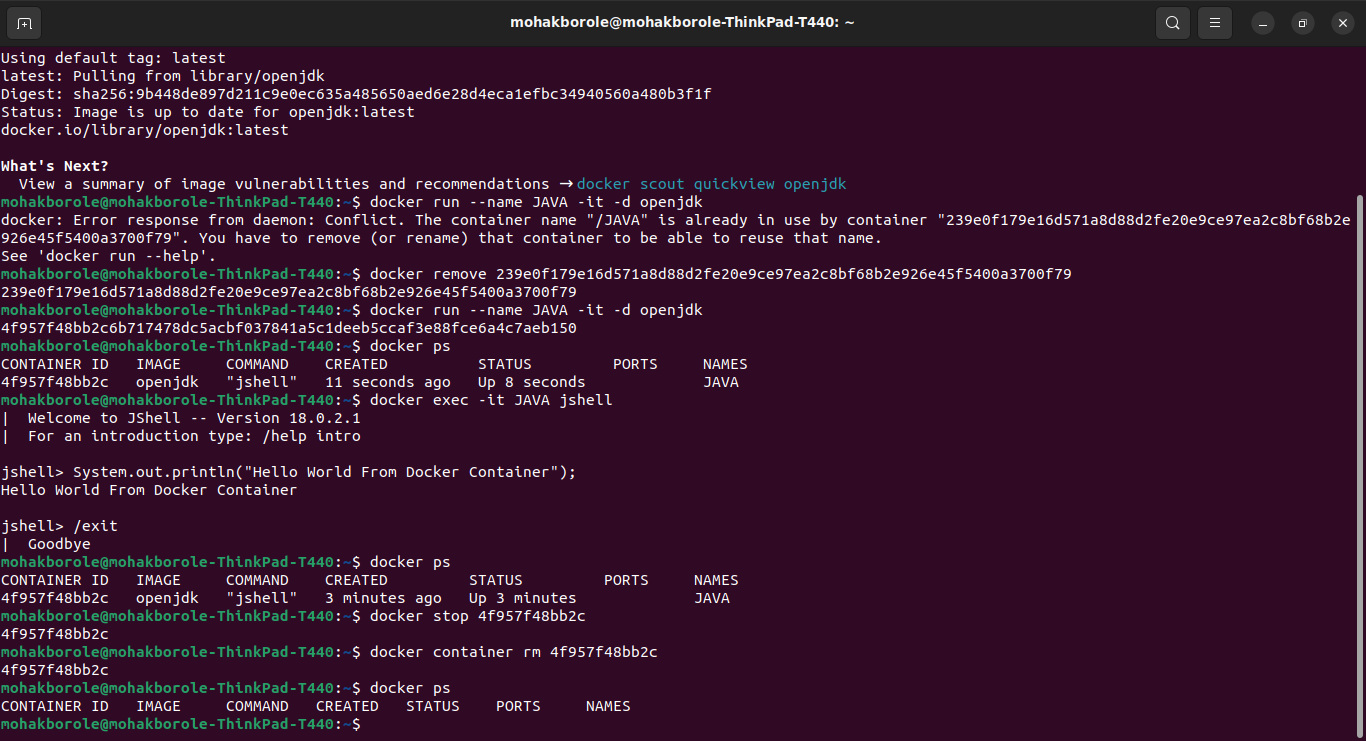 mohakborole@mohakborole-ThinkPad-T440: ~
Using default tag: latest
latest: Pulling from library/openjdk
Digest: sha256:9b448de897d211c9e0ec635a485650aed6e28d4eca1efbc34940560a480b3f1f
Status: Image is up to date for openjdk:latest
docker.io/library/openjdk:latest
What's Next?
  View a summary of image vulnerabilities and recommendations → docker scout quickview openjdk
mohakborole@mohakborole-ThinkPad-T440:~$ docker run --name JAVA -it -d openjdk
docker: Error response from daemon: Conflict. The container name "/JAVA" is already in use by container "239e0f179e16d571a8d88d2fe20e9ce97ea2c8bf68b2e
926e45f5400a3700f79". You have to remove (or rename) that container to be able to reuse that name.
See 'docker run --help'.
mohakborole@mohakborole-ThinkPad-T440:~$ docker remove 239e0f179e16d571a8d88d2fe20e9ce97ea2c8bf68b2e926e45f5400a3700f79
239e0f179e16d571a8d88d2fe20e9ce97ea2c8bf68b2e926e45f5400a3700f79
mohakborole@mohakborole-ThinkPad-T440:~$ docker run --name JAVA -it -d openjdk
4f957f48bb2c6b717478dc5acbf037841a5c1deeb5ccaf3e88fce6a4c7aeb150
mohakborole@mohakborole-ThinkPad-T440:~$ docker ps
CONTAINER ID   IMAGE     COMMAND    CREATED          STATUS         PORTS     NAMES
4f957f48bb2c   openjdk   "jshell"   11 seconds ago   Up 8 seconds             JAVA
mohakborole@mohakborole-ThinkPad-T440:~$ docker exec -it JAVA jshell
|  Welcome to JShell -- Version 18.0.2.1
|  For an introduction type: /help intro
jshell> System.out.println("Hello World From Docker Container");
Hello World From Docker Container
jshell> /exit
|  Goodbye
mohakborole@mohakborole-ThinkPad-T440:~$ docker ps
CONTAINER ID   IMAGE     COMMAND    CREATED         STATUS         PORTS     NAMES
4f957f48bb2c   openjdk   "jshell"   3 minutes ago   Up 3 minutes             JAVA
mohakborole@mohakborole-ThinkPad-T440:~$ docker stop 4f957f48bb2c
4f957f48bb2c
mohakborole@mohakborole-ThinkPad-T440:~$ docker container rm 4f957f48bb2c
4f957f48bb2c
mohakborole@mohakborole-ThinkPad-T440:~$ docker ps
CONTAINER ID   IMAGE     COMMAND   CREATED   STATUS    PORTS     NAMES
mohakborole@mohakborole-ThinkPad-T440:~$